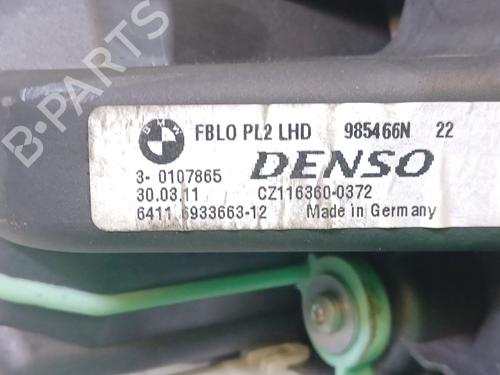 B-PARTS
BMW
FBLO PL2 LHD 985466N 22
DENSO
3- 0107865
30.03.11 CZ116360-0372
6411 6933663-12 Made in Germany